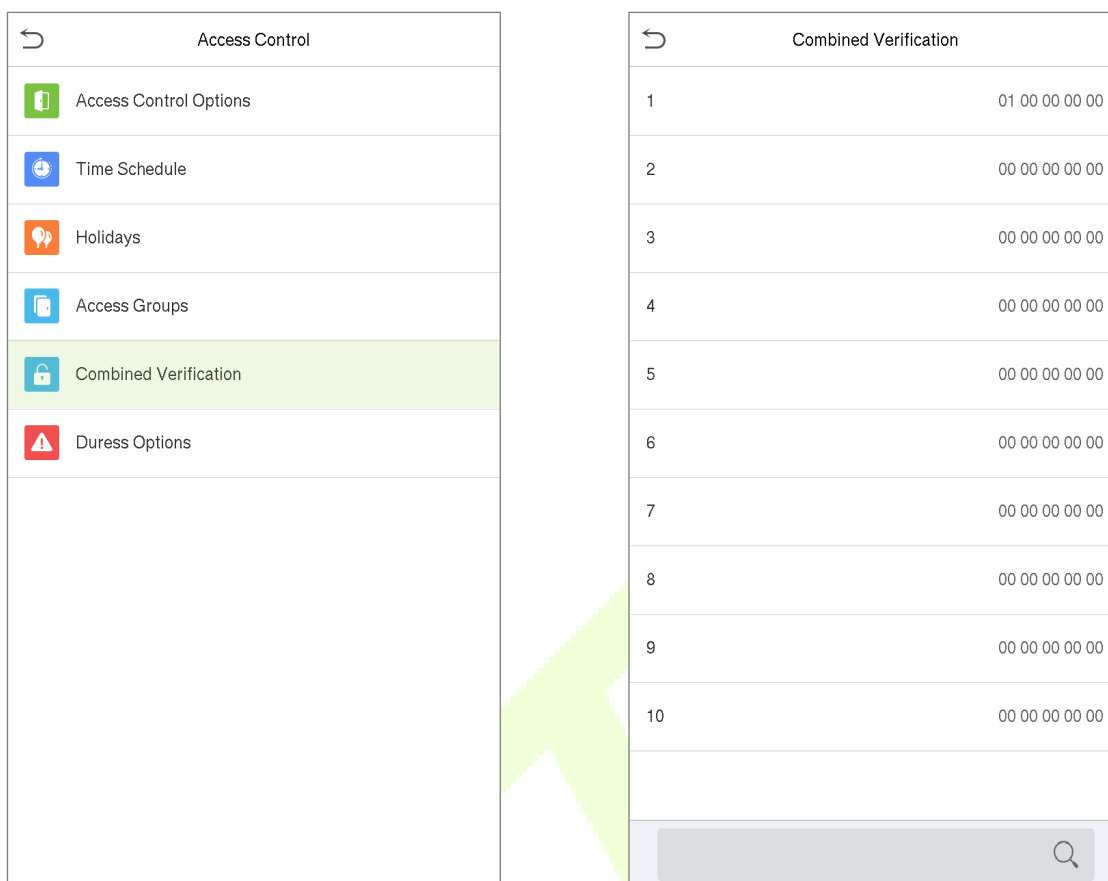 Access Control
Access Control Options
Time Schedule
Holidays
Access Groups
Combined Verification
Duress Options
Combined Verification
1 01 00 00 00 00
2 00 00 00 00 00
3 00 00 00 00 00
4 00 00 00 00 00
5 00 00 00 00 00
6 00 00 00 00 00
7 00 00 00 00 00
8 00 00 00 00 00
9 00 00 00 00 00
10 00 00 00 00 00